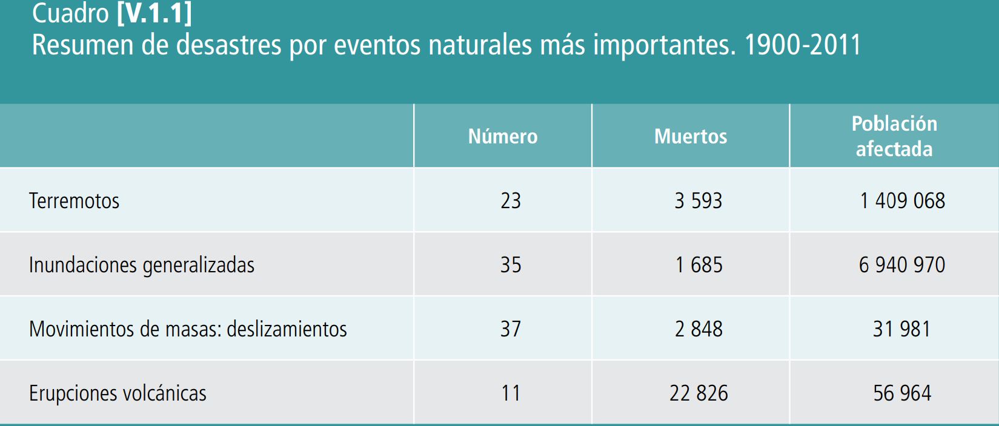 Cuadro [V.1.1]
Resumen de desastres por eventos naturales más importantes. 1900-2011
Número Muertos Población afectada
Terremotos 23 3 593 1 409 068
Inundaciones generalizadas 35 1 685 6 940 970
Movimientos de masas: deslizamientos 37 2 848 31 981
Erupciones volcánicas 11 22 826 56 964